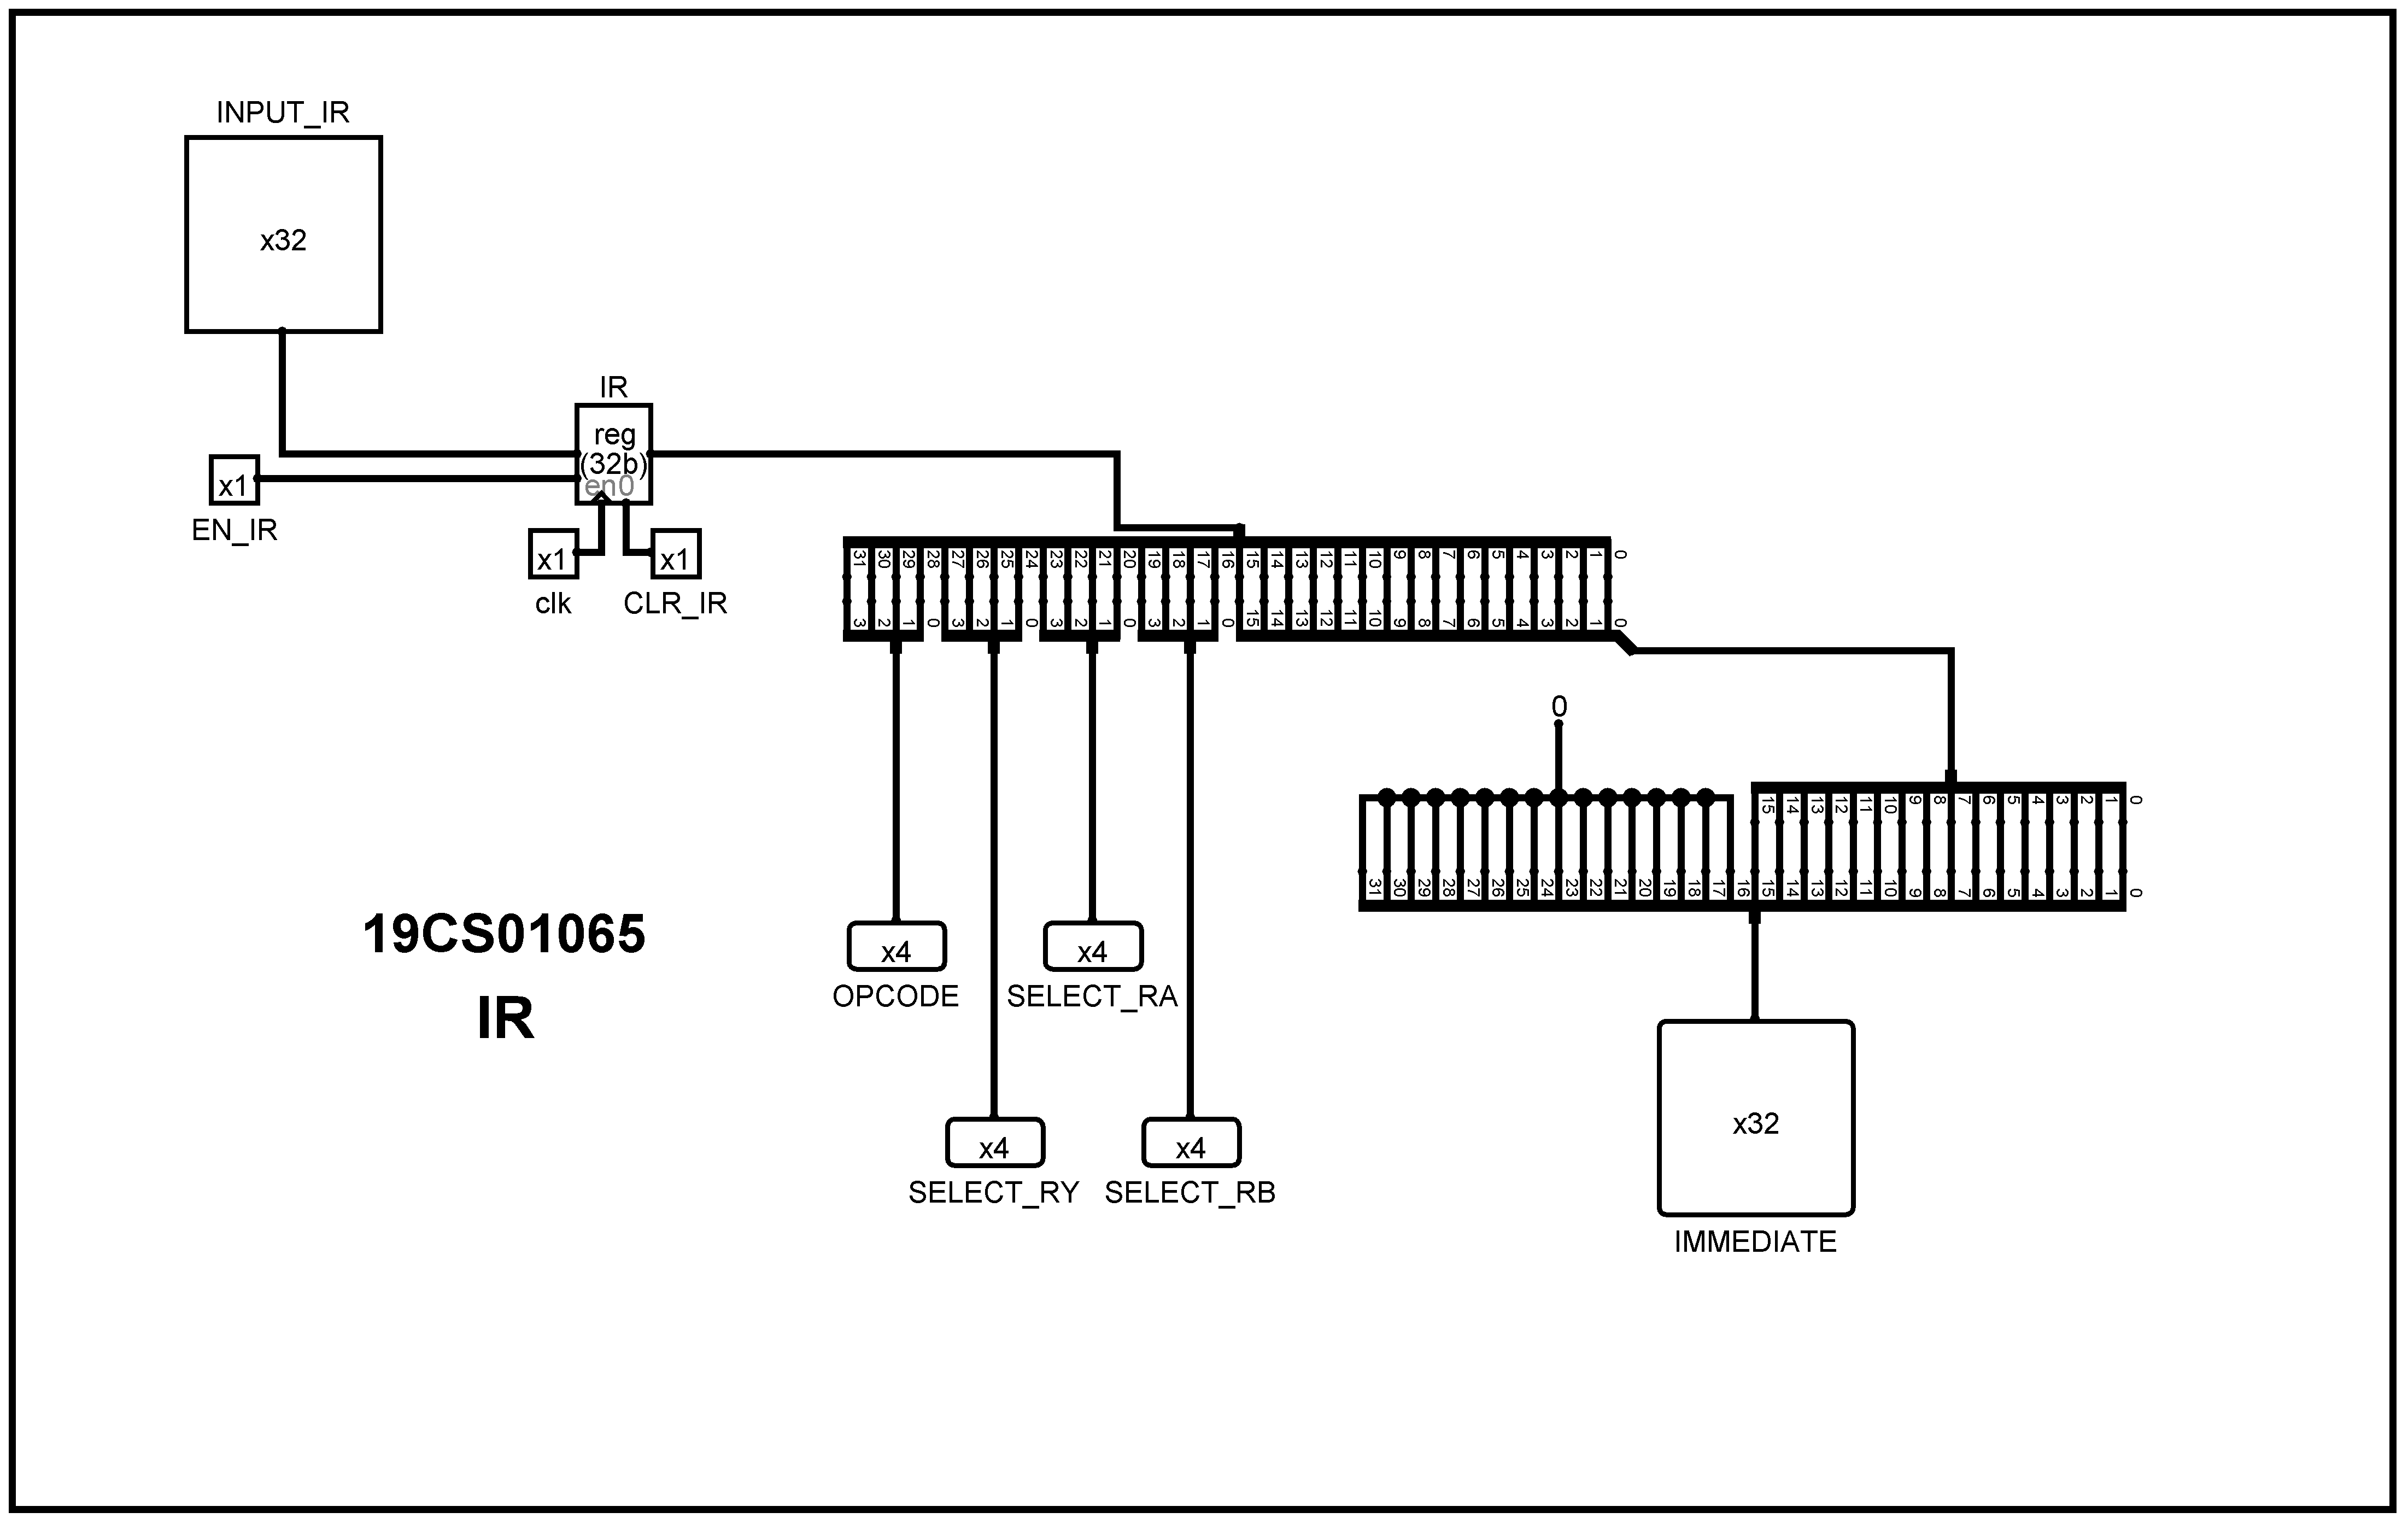 INPUT_IR
x32
IR
reg
(32b)
en0
x1
EN_IR
x1
clk
x1
CLR_IR
31 30 29 28 27 26 25 24 23 22 21 20 19 18 17 16 15 14 13 12 11 10 9 8 7 6 5 4 3 2 1 0
3 2 1 0 3 2 1 0 3 2 1 0 3 2 1 0 15 14 13 12 11 10 9 8 7 6 5 4 3 2 1 0
0
15 14 13 12 11 10 9 8 7 6 5 4 3 2 1 0
31 30 29 28 27 26 25 24 23 22 21 20 19 18 17 16 15 14 13 12 11 10 9 8 7 6 5 4 3 2 1 0
19CS01065
IR
x4
OPCODE
x4
SELECT_RA
x4
SELECT_RY
x4
SELECT_RB
x32
IMMEDIATE